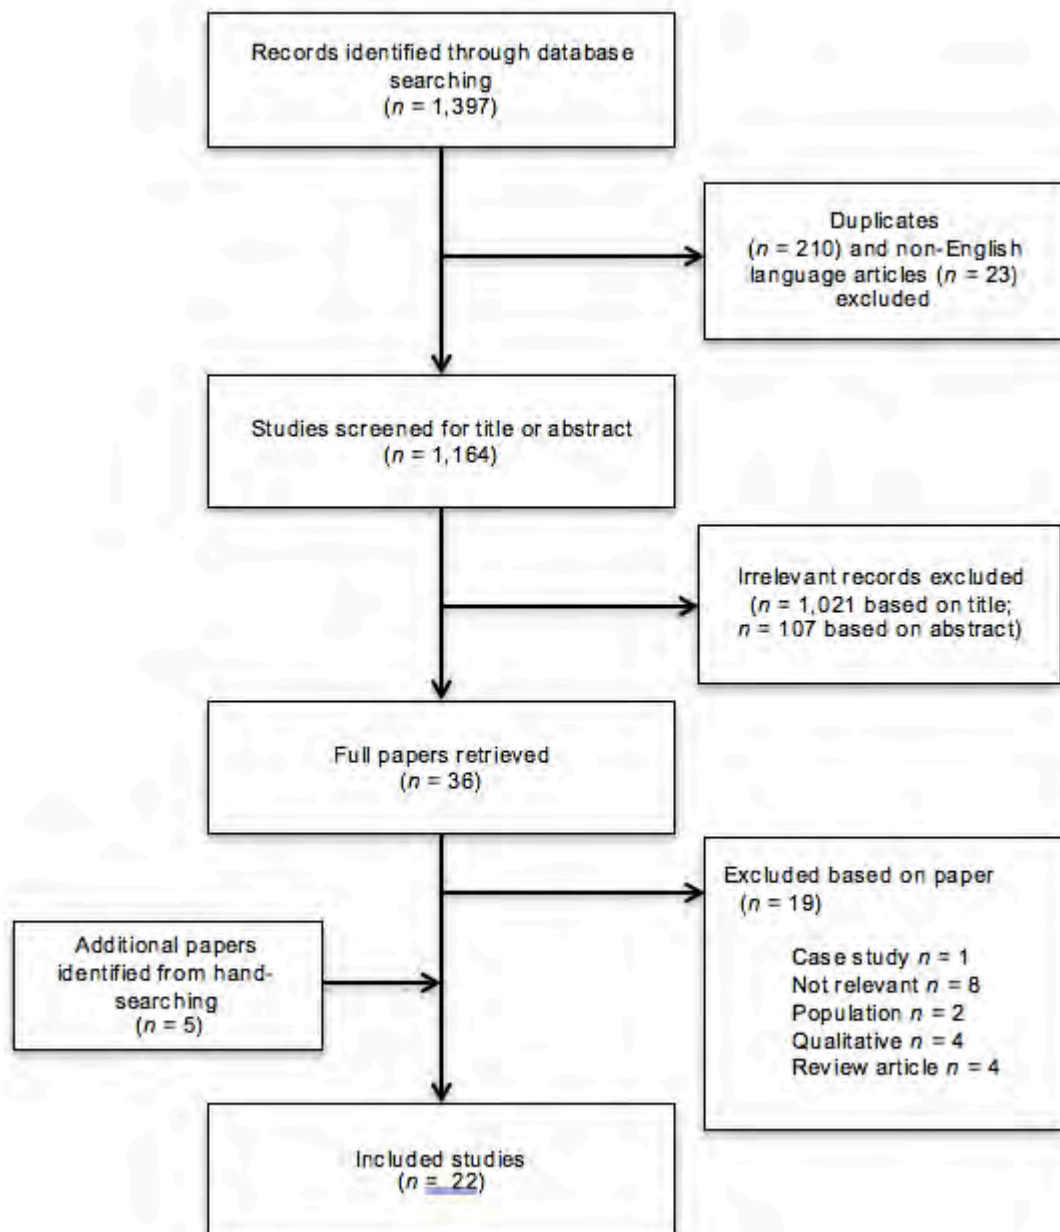 Records identified through database
searching
(n = 1,397)
Duplicates
(n = 210) and non-English
language articles (n = 23)
excluded
Studies screened for title or abstract
(n = 1,164)
Irrelevant records excluded
(n = 1,021 based on title;
n = 107 based on abstract)
Full papers retrieved
(n = 36)
Excluded based on paper
(n = 19)
Case study n = 1
Not relevant n = 8
Population n = 2
Qualitative n = 4
Review article n = 4
Additional papers
identified from hand-
searching
(n = 5)
Included studies
(n = 22)